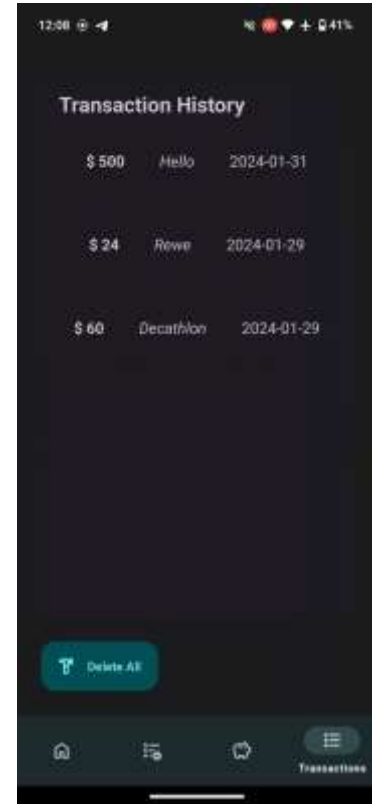 12:08 41%
Transaction History
$ 500 Hello 2024-01-31
$ 24 Rewe 2024-01-29
$ 60 Decathlon 2024-01-29
Delete All
Transactions